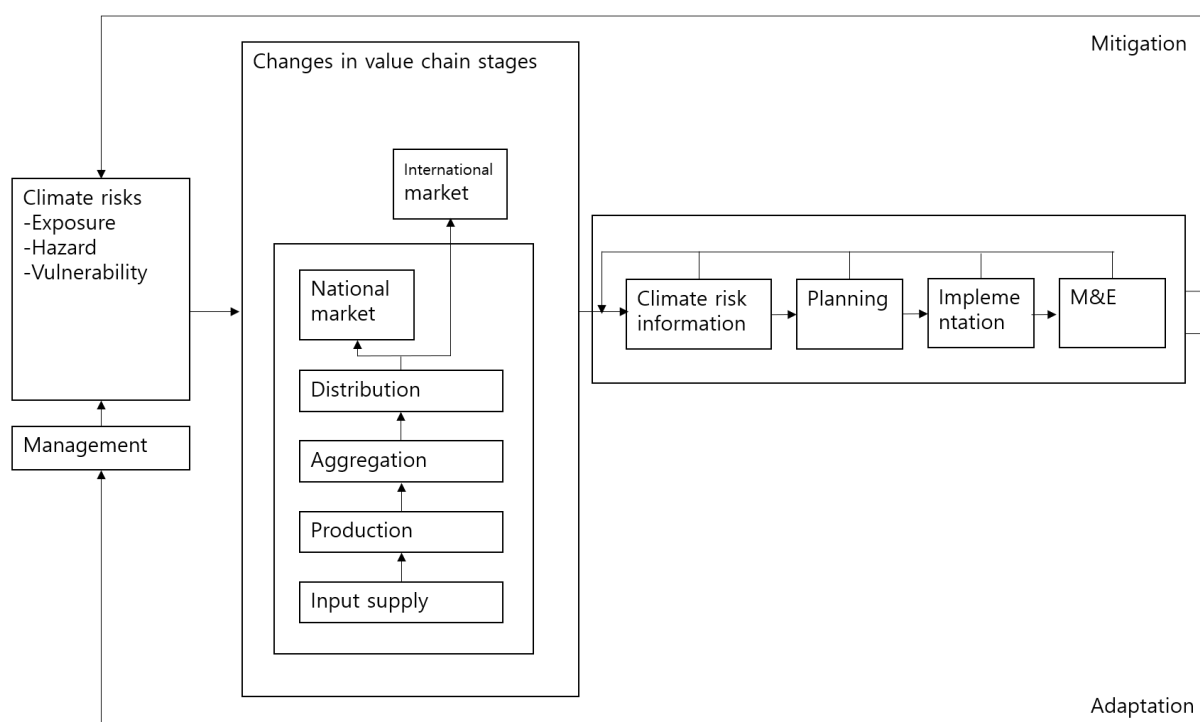 Mitigation
Changes in value chain stages
International
market
Climate risks
-Exposure
-Hazard
-Vulnerability
National
market
Climate risk
information
Planning
Impleme
ntation
M&E
Distribution
Management
Aggregation
Production
Input supply
Adaptation